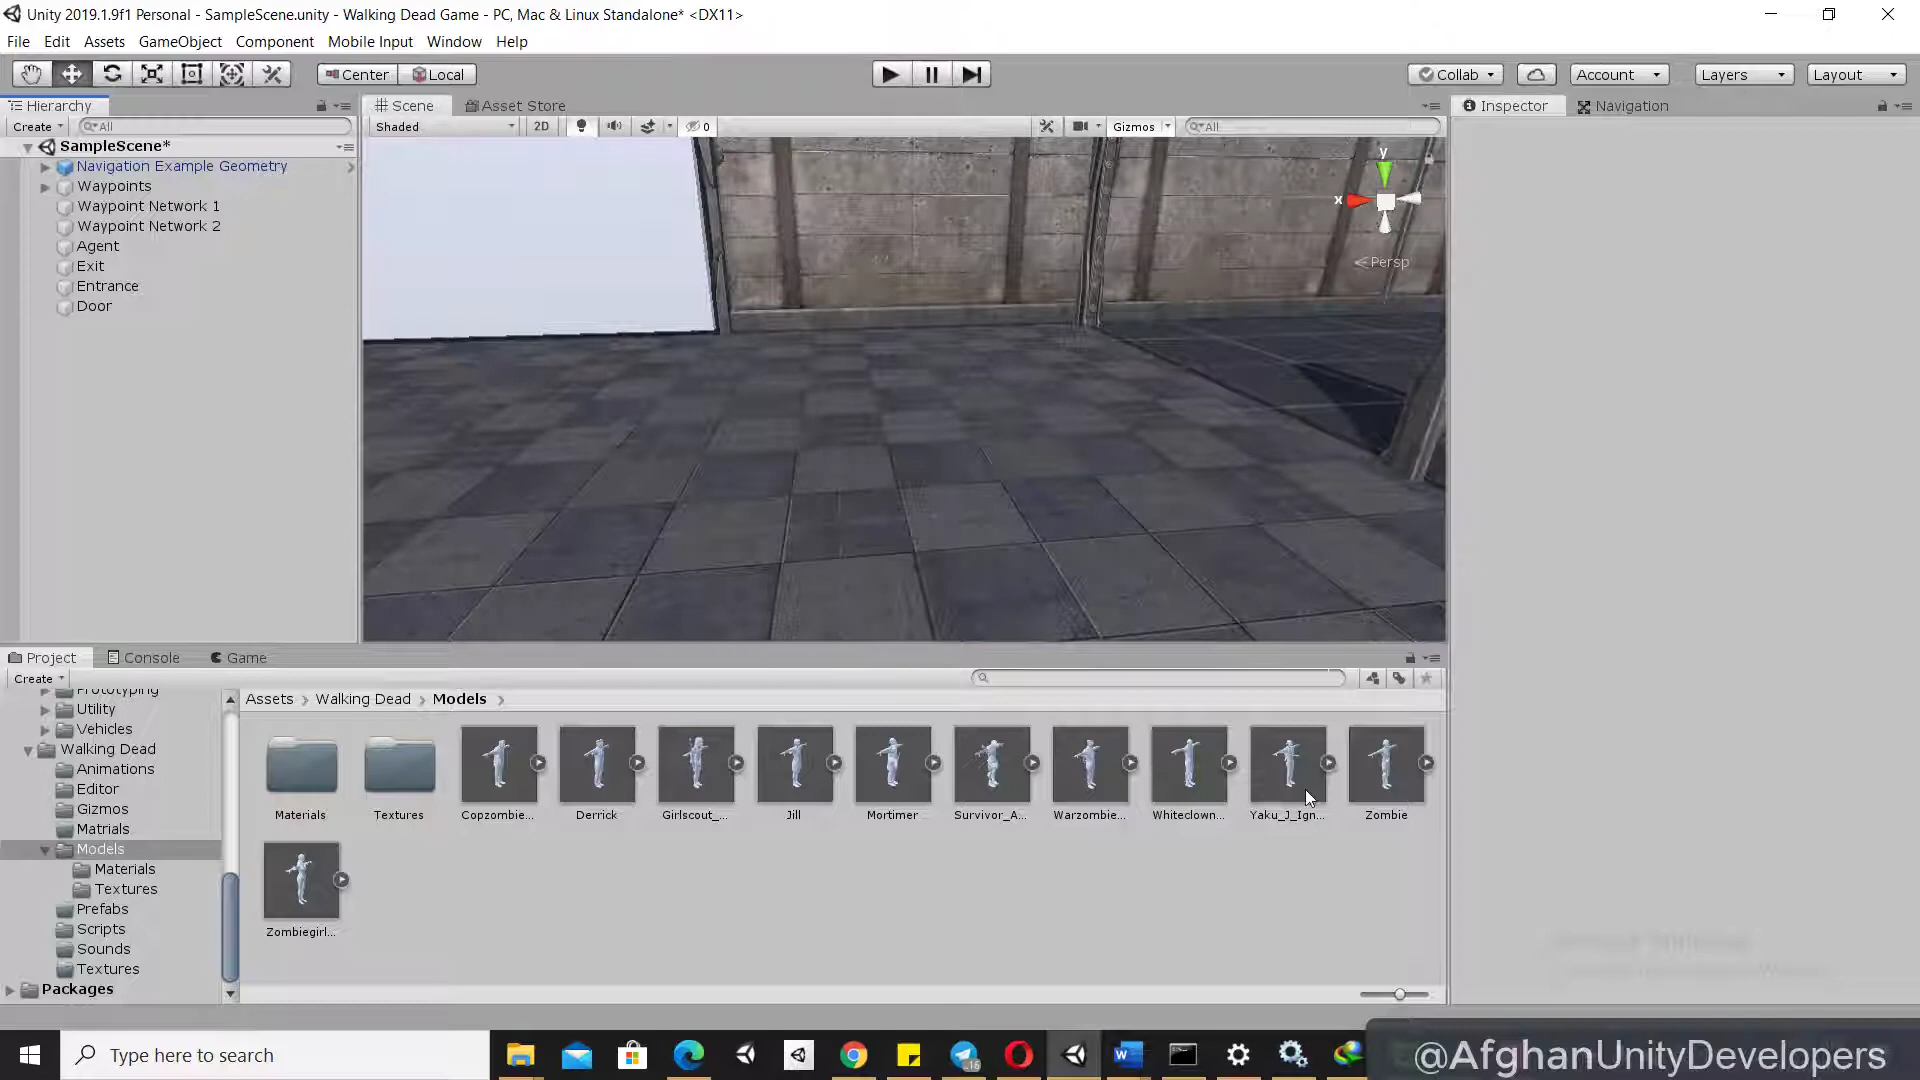 Unity 2019.1.9f1 Personal - SampleScene.unity - Walking Dead Game - PC, Mac & Linux Standalone* <DX11>
File Edit Assets GameObject Component Mobile Input Window Help
Center Local Collab Account Layers Layout
Hierarchy
Create All
SampleScene*
Navigation Example Geometry
Waypoints
Waypoint Network 1
Waypoint Network 2
Agent
Exit
Entrance
Door
Scene Asset Store
Shaded 2D 0 Gizmos All
y
x
Persp
Inspector Navigation
Project Console Game
Create
Prototyping
Utility
Vehicles
Walking Dead
Animations
Editor
Gizmos
Matrials
Models
Materials
Textures
Prefabs
Scripts
Sounds
Textures
Packages
Assets Walking Dead Models
Materials Textures Copzombie... Derrick Girlscout_... Jill Mortimer Survivor_A... Warzombie... Whiteclown... Yaku_J_Ign... Zombie
Zombiegirl...
Type here to search
16
@AfghanUnityDevelopers